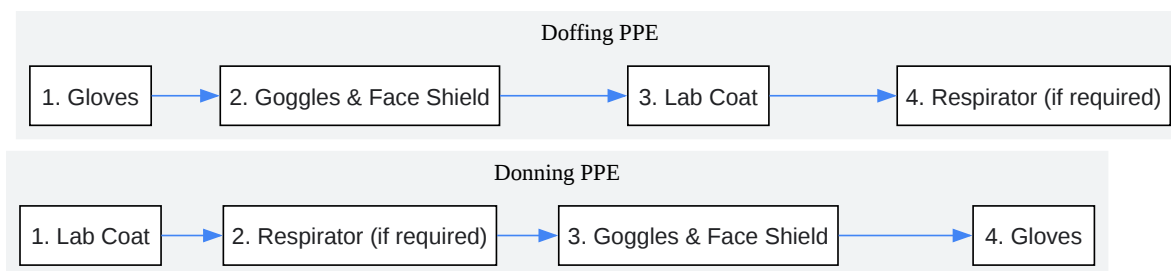 Doffing PPE
1. Gloves
2. Goggles & Face Shield
3. Lab Coat
4. Respirator (if required)
Donning PPE
1. Lab Coat
2. Respirator (if required)
3. Goggles & Face Shield
4. Gloves